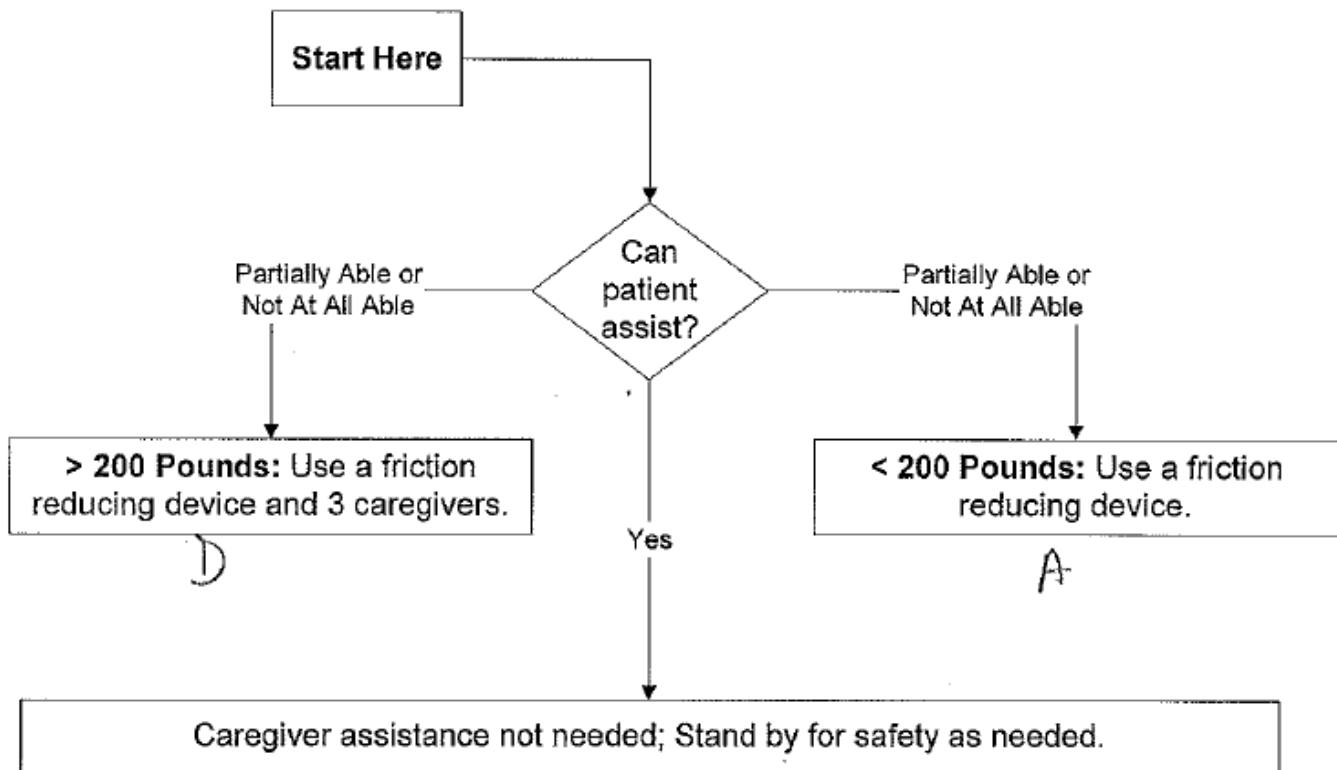 Start Here
Can
patient
assist?
Partially Able or
Not At All Able
Partially Able or
Not At All Able
> 200 Pounds: Use a friction
reducing device and 3 caregivers.
< 200 Pounds: Use a friction
reducing device.
D
A
Yes
Caregiver assistance not needed; Stand by for safety as needed.